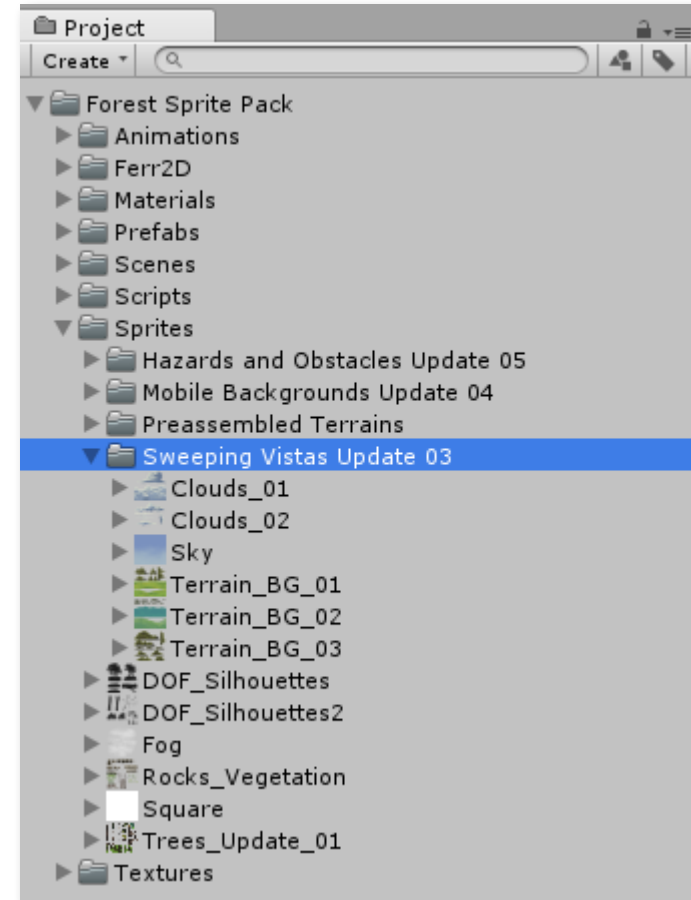 Project
Create
Forest Sprite Pack
Animations
Ferr2D
Materials
Prefabs
Scenes
Scripts
Sprites
Hazards and Obstacles Update 05
Mobile Backgrounds Update 04
Preassembled Terrains
Sweeping Vistas Update 03
Clouds_01
Clouds_02
Sky
Terrain_BG_01
Terrain_BG_02
Terrain_BG_03
DOF_Silhouettes
DOF_Silhouettes2
Fog
Rocks_Vegetation
Square
Trees_Update_01
Textures